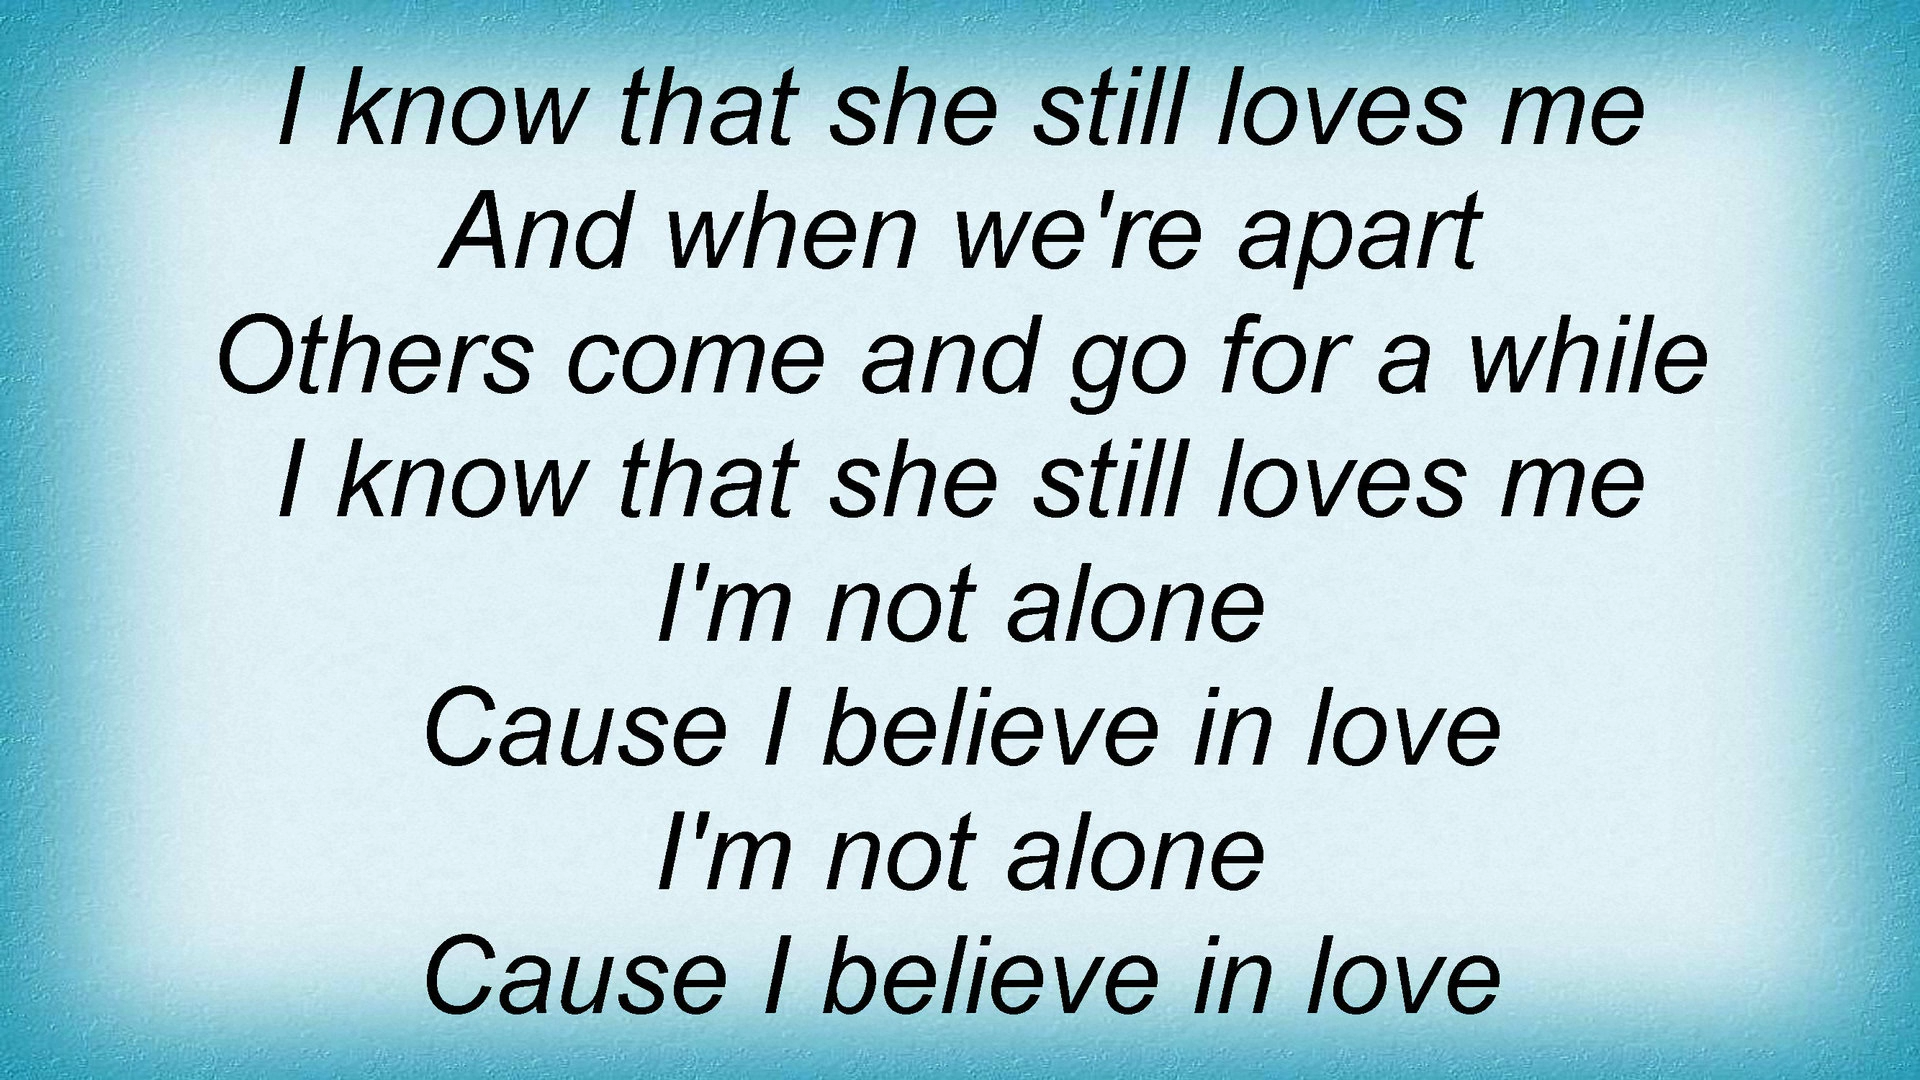 I know that she still loves me
And when we're apart
Others come and go for a while
I know that she still loves me
I'm not alone
Cause I believe in love
I'm not alone
Cause I believe in love